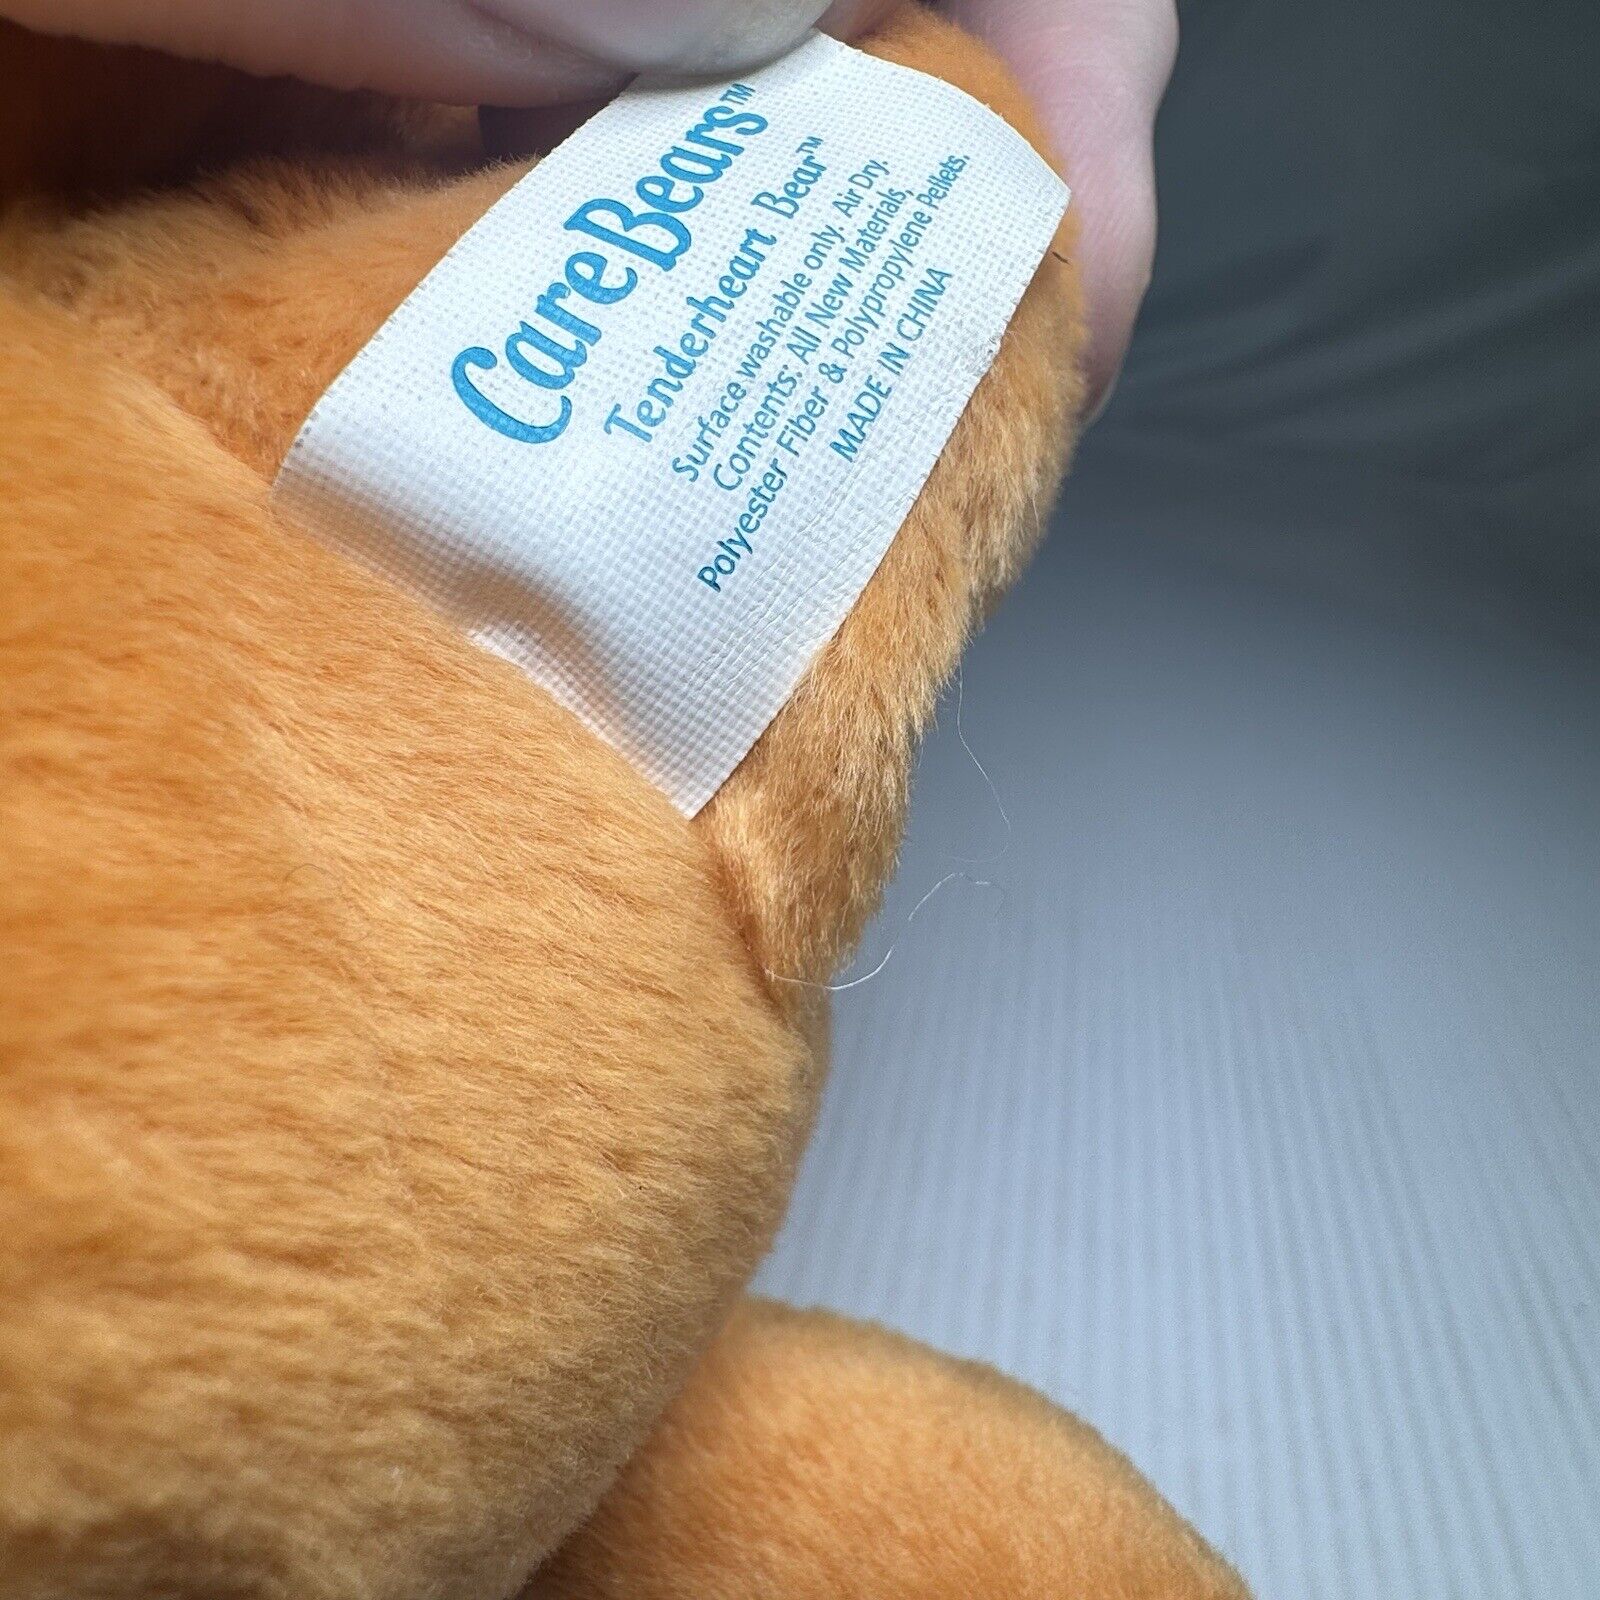 CareBears™
Tenderheart Bear™
Surface washable only. Air Dry.
Contents: All New Materials,
Polyester Fiber & Polypropylene Pellets.
MADE IN CHINA